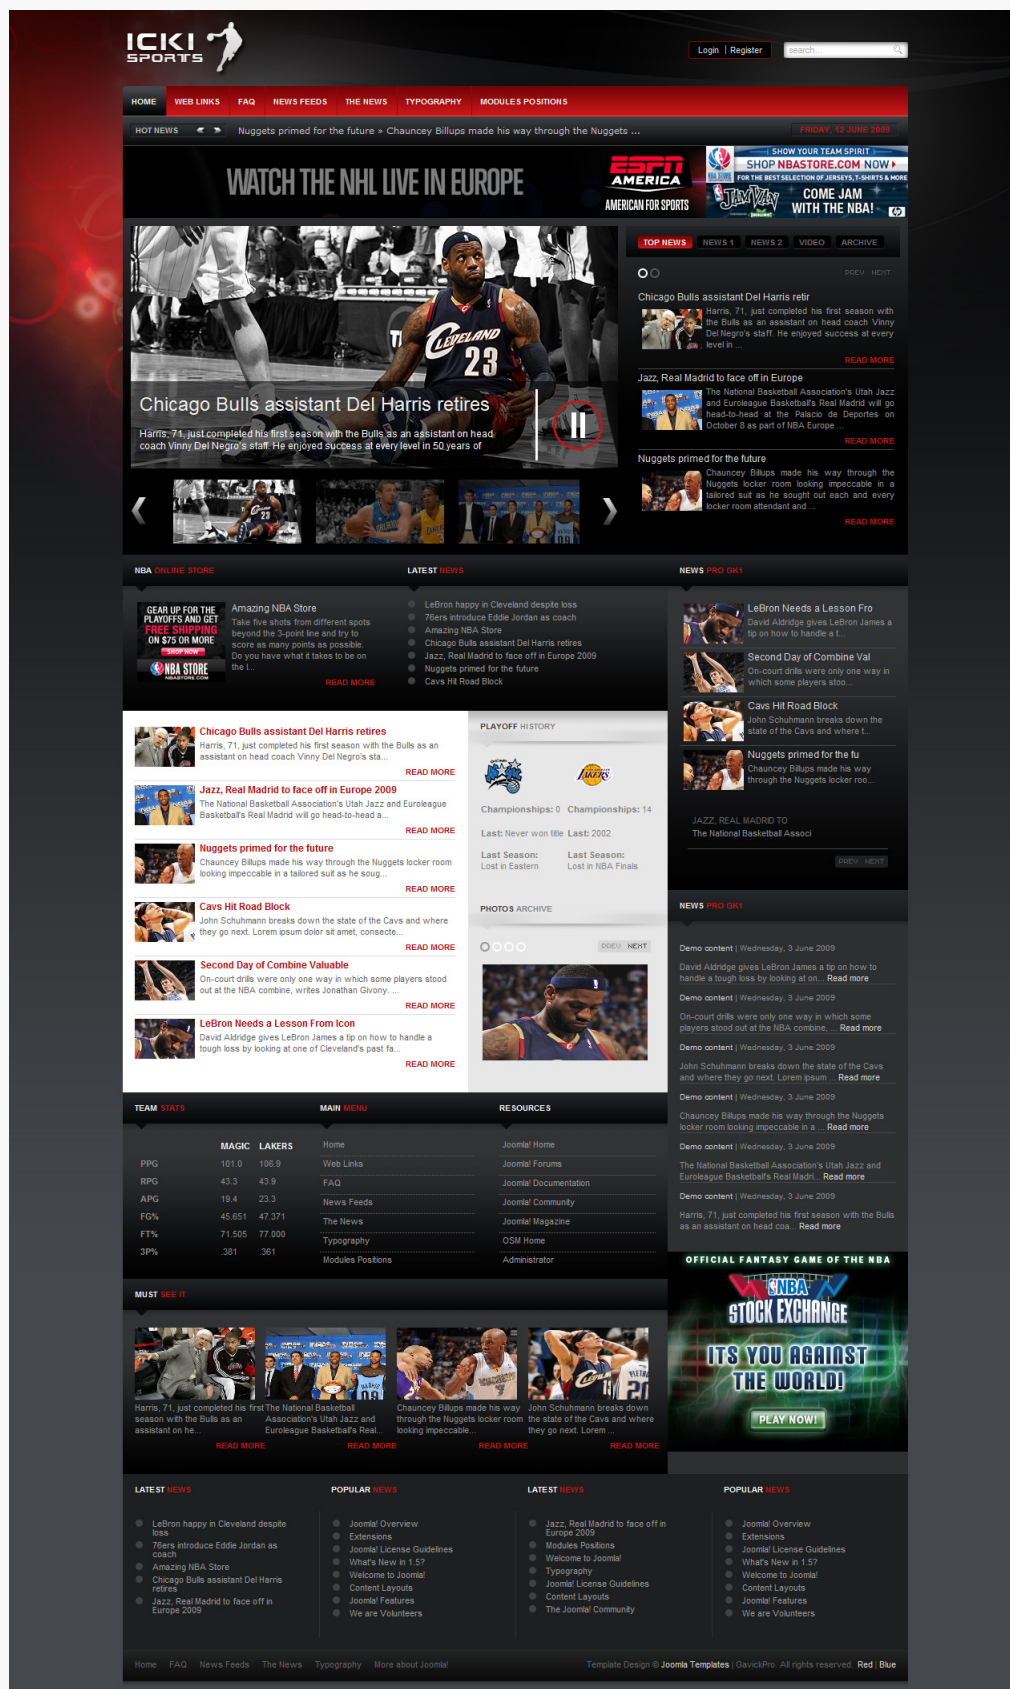 ICKI
SPORTS
Login | Register
search...
HOME WEB LINKS FAQ NEWS FEEDS THE NEWS TYPOGRAPHY MODULES POSITIONS
HOT NEWS Nuggets primed for the future » Chauncey Billups made his way through the Nuggets ... FRIDAY, 12 JUNE 2009
WATCH THE NHL LIVE IN EUROPE
ESPN
AMERICA
AMERICAN FOR SPORTS
SHOW YOUR TEAM SPIRIT
SHOP NBASTORE.COM NOW
FOR THE BEST SELECTION OF JERSEYS, T-SHIRTS & MORE
JAM VAN
COME JAM
WITH THE NBA!
hp
CLEVELAND
23
Chicago Bulls assistant Del Harris retires
Harris, 71, just completed his first season with the Bulls as an assistant on head
coach Vinny Del Negro's staff. He enjoyed success at every level in 50 years of
TOP NEWS NEWS 1 NEWS 2 VIDEO ARCHIVE
PREV NEXT
Chicago Bulls assistant Del Harris retir
Harris, 71, just completed his first season with
the Bulls as an assistant on head coach Vinny
Del Negro's staff. He enjoyed success at every
level in ...
READ MORE
Jazz, Real Madrid to face off in Europe
The National Basketball Association's Utah Jazz
and Euroleague Basketball's Real Madrid will go
head-to-head at the Palacio de Deportes on
October 8 as part of NBA Europe ...
READ MORE
Nuggets primed for the future
Chauncey Billups made his way through the
Nuggets locker room looking impeccable in a
tailored suit as he sought out each and every
locker room attendant and ...
READ MORE
NBA ONLINE STORE
GEAR UP FOR THE
PLAYOFFS AND GET
FREE SHIPPING
ON $75 OR MORE
SHOP NOW
NBA STORE
NBASTORE.COM
Amazing NBA Store
Take five shots from different spots
beyond the 3-point line and try to
score as many points as possible.
Do you have what it takes to be on
the l...
READ MORE
LATEST NEWS
LeBron happy in Cleveland despite loss
76ers introduce Eddie Jordan as coach
Amazing NBA Store
Chicago Bulls assistant Del Harris retires
Jazz, Real Madrid to face off in Europe 2009
Nuggets primed for the future
Cavs Hit Road Block
NEWS PRO GK1
LeBron Needs a Lesson Fro
David Aldridge gives LeBron James a
tip on how to handle a t...
Second Day of Combine Val
On-court drills were only one way in
which some players stoo...
Cavs Hit Road Block
John Schuhmann breaks down the
state of the Cavs and where t...
Nuggets primed for the fu
Chauncey Billups made his way
through the Nuggets locker roo...
JAZZ, REAL MADRID TO
The National Basketball Associ
PREV NEXT
Chicago Bulls assistant Del Harris retires
Harris, 71, just completed his first season with the Bulls as an
assistant on head coach Vinny Del Negro's sta...
READ MORE
Jazz, Real Madrid to face off in Europe 2009
The National Basketball Association's Utah Jazz and Euroleague
Basketball's Real Madrid will go head-to-head a...
READ MORE
Nuggets primed for the future
Chauncey Billups made his way through the Nuggets locker room
looking impeccable in a tailored suit as he soug...
READ MORE
Cavs Hit Road Block
John Schuhmann breaks down the state of the Cavs and where
they go next. Lorem ipsum dolor sit amet, consecte...
READ MORE
Second Day of Combine Valuable
On-court drills were only one way in which some players stood
out at the NBA combine, writes Jonathan Givony. ...
READ MORE
LeBron Needs a Lesson From Icon
David Aldridge gives LeBron James a tip on how to handle a
tough loss by looking at one of Cleveland's past fa...
READ MORE
PLAYOFF HISTORY
Magic
LAKERS
Championships: 0 Championships: 14
Last: Never won title Last: 2002
Last Season: Last Season:
Lost in Eastern Lost in NBA Finals
PHOTOS ARCHIVE
PREV NEXT
NEWS PRO GK1
Demo content | Wednesday, 3 June 2009
David Aldridge gives LeBron James a tip on how to
handle a tough loss by looking at on... Read more
Demo content | Wednesday, 3 June 2009
On-court drills were only one way in which some
players stood out at the NBA combine, ... Read more
Demo content | Wednesday, 3 June 2009
John Schuhmann breaks down the state of the Cavs
and where they go next. Lorem ipsum ... Read more
Demo content | Wednesday, 3 June 2009
Chauncey Billups made his way through the Nuggets
locker room looking impeccable in a ... Read more
Demo content | Wednesday, 3 June 2009
The National Basketball Association's Utah Jazz and
Euroleague Basketball's Real Madri... Read more
Demo content | Wednesday, 3 June 2009
Harris, 71, just completed his first season with the Bulls
as an assistant on head coa... Read more
TEAM STATS
MAGIC LAKERS
PPG 101.0 106.9
RPG 43.3 43.9
APG 19.4 23.3
FG% 45.651 47.371
FT% 71.505 77.000
3P% .381 .361
MAIN MENU
Home
Web Links
FAQ
News Feeds
The News
Typography
Modules Positions
RESOURCES
Joomla! Home
Joomla! Forums
Joomla! Documentation
Joomla! Community
Joomla! Magazine
OSM Home
Administrator
OFFICIAL FANTASY GAME OF THE NBA
NBA
STOCK EXCHANGE
ITS YOU AGAINST
THE WORLD!
PLAY NOW!
MUST SEE IT
Harris, 71, just completed his first
season with the Bulls as an
assistant on he...
READ MORE
The National Basketball
Association's Utah Jazz and
Euroleague Basketball's Real...
READ MORE
Chauncey Billups made his way
through the Nuggets locker room
looking impeccable...
READ MORE
John Schuhmann breaks down
the state of the Cavs and where
they go next. Lorem ...
READ MORE
LATEST NEWS
LeBron happy in Cleveland despite
loss
76ers introduce Eddie Jordan as
coach
Amazing NBA Store
Chicago Bulls assistant Del Harris
retires
Jazz, Real Madrid to face off in
Europe 2009
POPULAR NEWS
Joomla! Overview
Extensions
Joomla! License Guidelines
What's New in 1.5?
Welcome to Joomla!
Content Layouts
Joomla! Features
We are Volunteers
LATEST NEWS
Jazz, Real Madrid to face off in
Europe 2009
Modules Positions
Welcome to Joomla!
Typography
Joomla! License Guidelines
Content Layouts
The Joomla! Community
POPULAR NEWS
Joomla! Overview
Extensions
Joomla! License Guidelines
What's New in 1.5?
Welcome to Joomla!
Content Layouts
Joomla! Features
We are Volunteers
Home FAQ News Feeds The News Typography More about Joomla!
Template Design © Joomla Templates | GavickPro. All rights reserved. Red | Blue